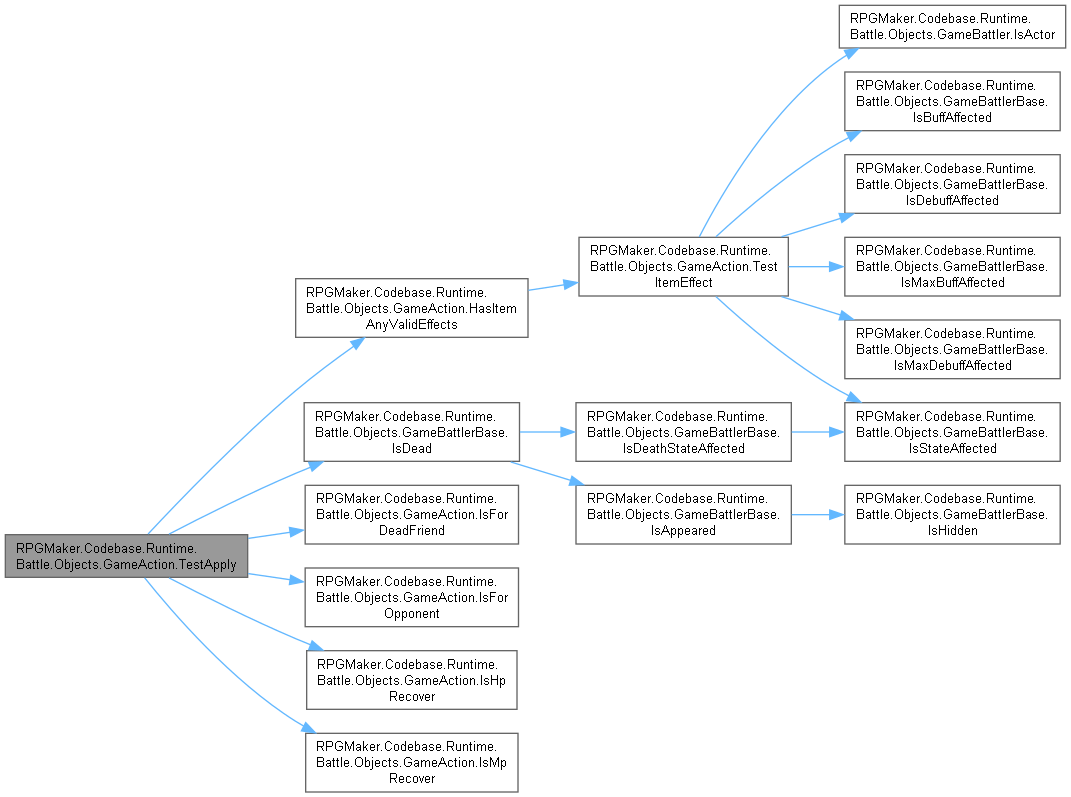 RPGMaker.Codebase.Runtime.
Battle.Objects.GameAction.TestApply
RPGMaker.Codebase.Runtime.
Battle.Objects.GameAction.HasItem
AnyValidEffects
RPGMaker.Codebase.Runtime.
Battle.Objects.GameAction.Test
ItemEffect
RPGMaker.Codebase.Runtime.
Battle.Objects.GameBattler.IsActor
RPGMaker.Codebase.Runtime.
Battle.Objects.GameBattlerBase.
IsBuffAffected
RPGMaker.Codebase.Runtime.
Battle.Objects.GameBattlerBase.
IsDebuffAffected
RPGMaker.Codebase.Runtime.
Battle.Objects.GameBattlerBase.
IsMaxBuffAffected
RPGMaker.Codebase.Runtime.
Battle.Objects.GameBattlerBase.
IsMaxDebuffAffected
RPGMaker.Codebase.Runtime.
Battle.Objects.GameBattlerBase.
IsStateAffected
RPGMaker.Codebase.Runtime.
Battle.Objects.GameBattlerBase.
IsDead
RPGMaker.Codebase.Runtime.
Battle.Objects.GameBattlerBase.
IsDeathStateAffected
RPGMaker.Codebase.Runtime.
Battle.Objects.GameBattlerBase.
IsAppeared
RPGMaker.Codebase.Runtime.
Battle.Objects.GameBattlerBase.
IsHidden
RPGMaker.Codebase.Runtime.
Battle.Objects.GameAction.IsFor
DeadFriend
RPGMaker.Codebase.Runtime.
Battle.Objects.GameAction.IsFor
Opponent
RPGMaker.Codebase.Runtime.
Battle.Objects.GameAction.IsHp
Recover
RPGMaker.Codebase.Runtime.
Battle.Objects.GameAction.IsMp
Recover